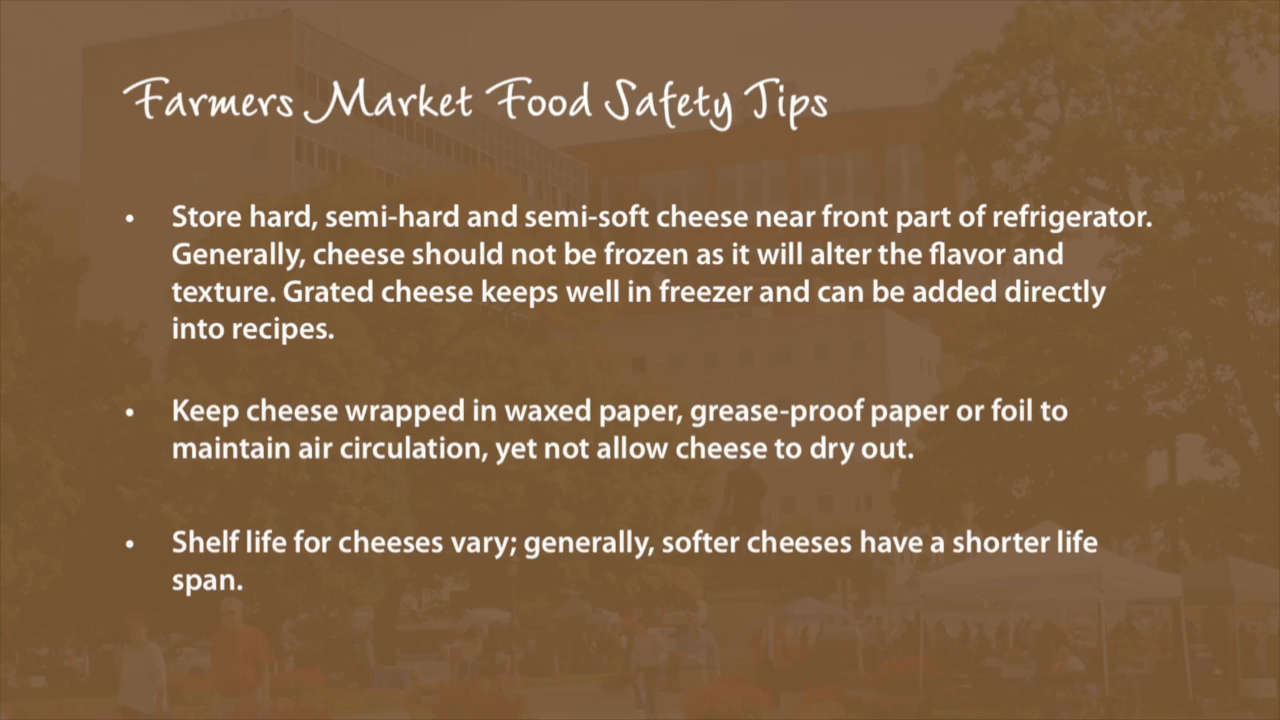 Farmers Market Food Safety Tips
• Store hard, semi-hard and semi-soft cheese near front part of refrigerator.
Generally, cheese should not be frozen as it will alter the flavor and
texture. Grated cheese keeps well in freezer and can be added directly
into recipes.
• Keep cheese wrapped in waxed paper, grease-proof paper or foil to
maintain air circulation, yet not allow cheese to dry out.
• Shelf life for cheeses vary; generally, softer cheeses have a shorter life
span.